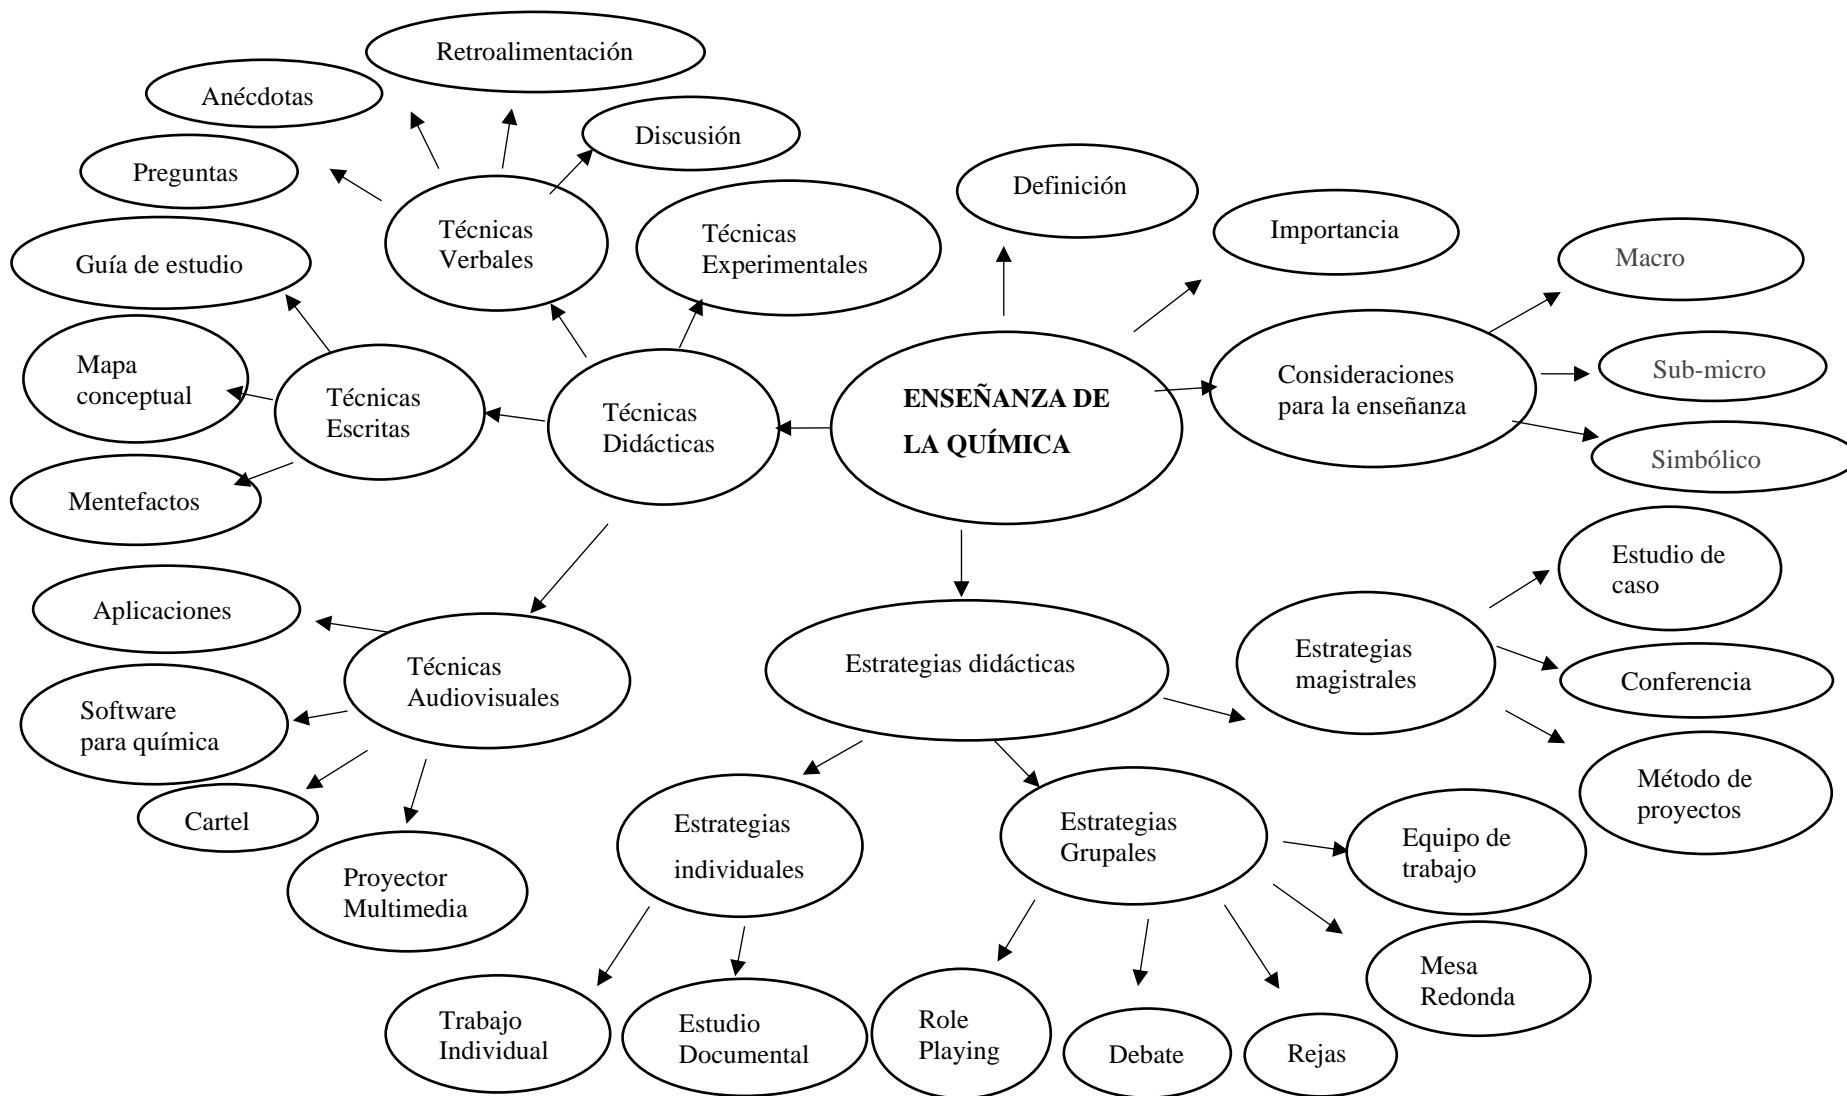 Retroalimentación
Anécdotas
Discusión
Preguntas
Técnicas
Verbales
Técnicas
Experimentales
Definición
Importancia
Macro
Guía de estudio
Mapa
conceptual
Técnicas
Escritas
Técnicas
Didácticas
ENSEÑANZA DE
LA QUÍMICA
Consideraciones
para la enseñanza
Sub-micro
Simbólico
Mentefactos
Estudio de
caso
Aplicaciones
Técnicas
Audiovisuales
Estrategias didácticas
Estrategias
magistrales
Conferencia
Software
para química
Cartel
Método de
proyectos
Proyector
Multimedia
Estrategias
individuales
Estrategias
Grupales
Equipo de
trabajo
Mesa
Redonda
Trabajo
Individual
Estudio
Documental
Role
Playing
Debate
Rejas